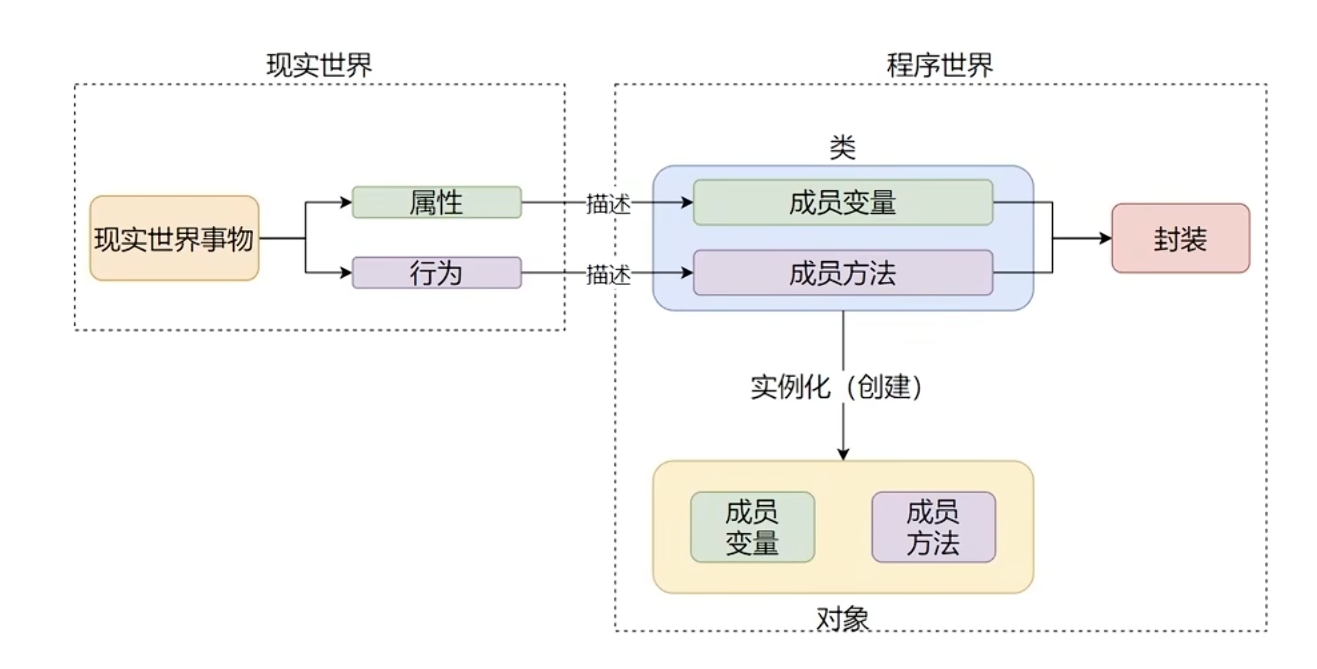 现实世界
程序世界
类
现实世界事物
属性
描述
成员变量
行为
描述
成员方法
封装
实例化（创建）
成员
变量
成员
方法
对象